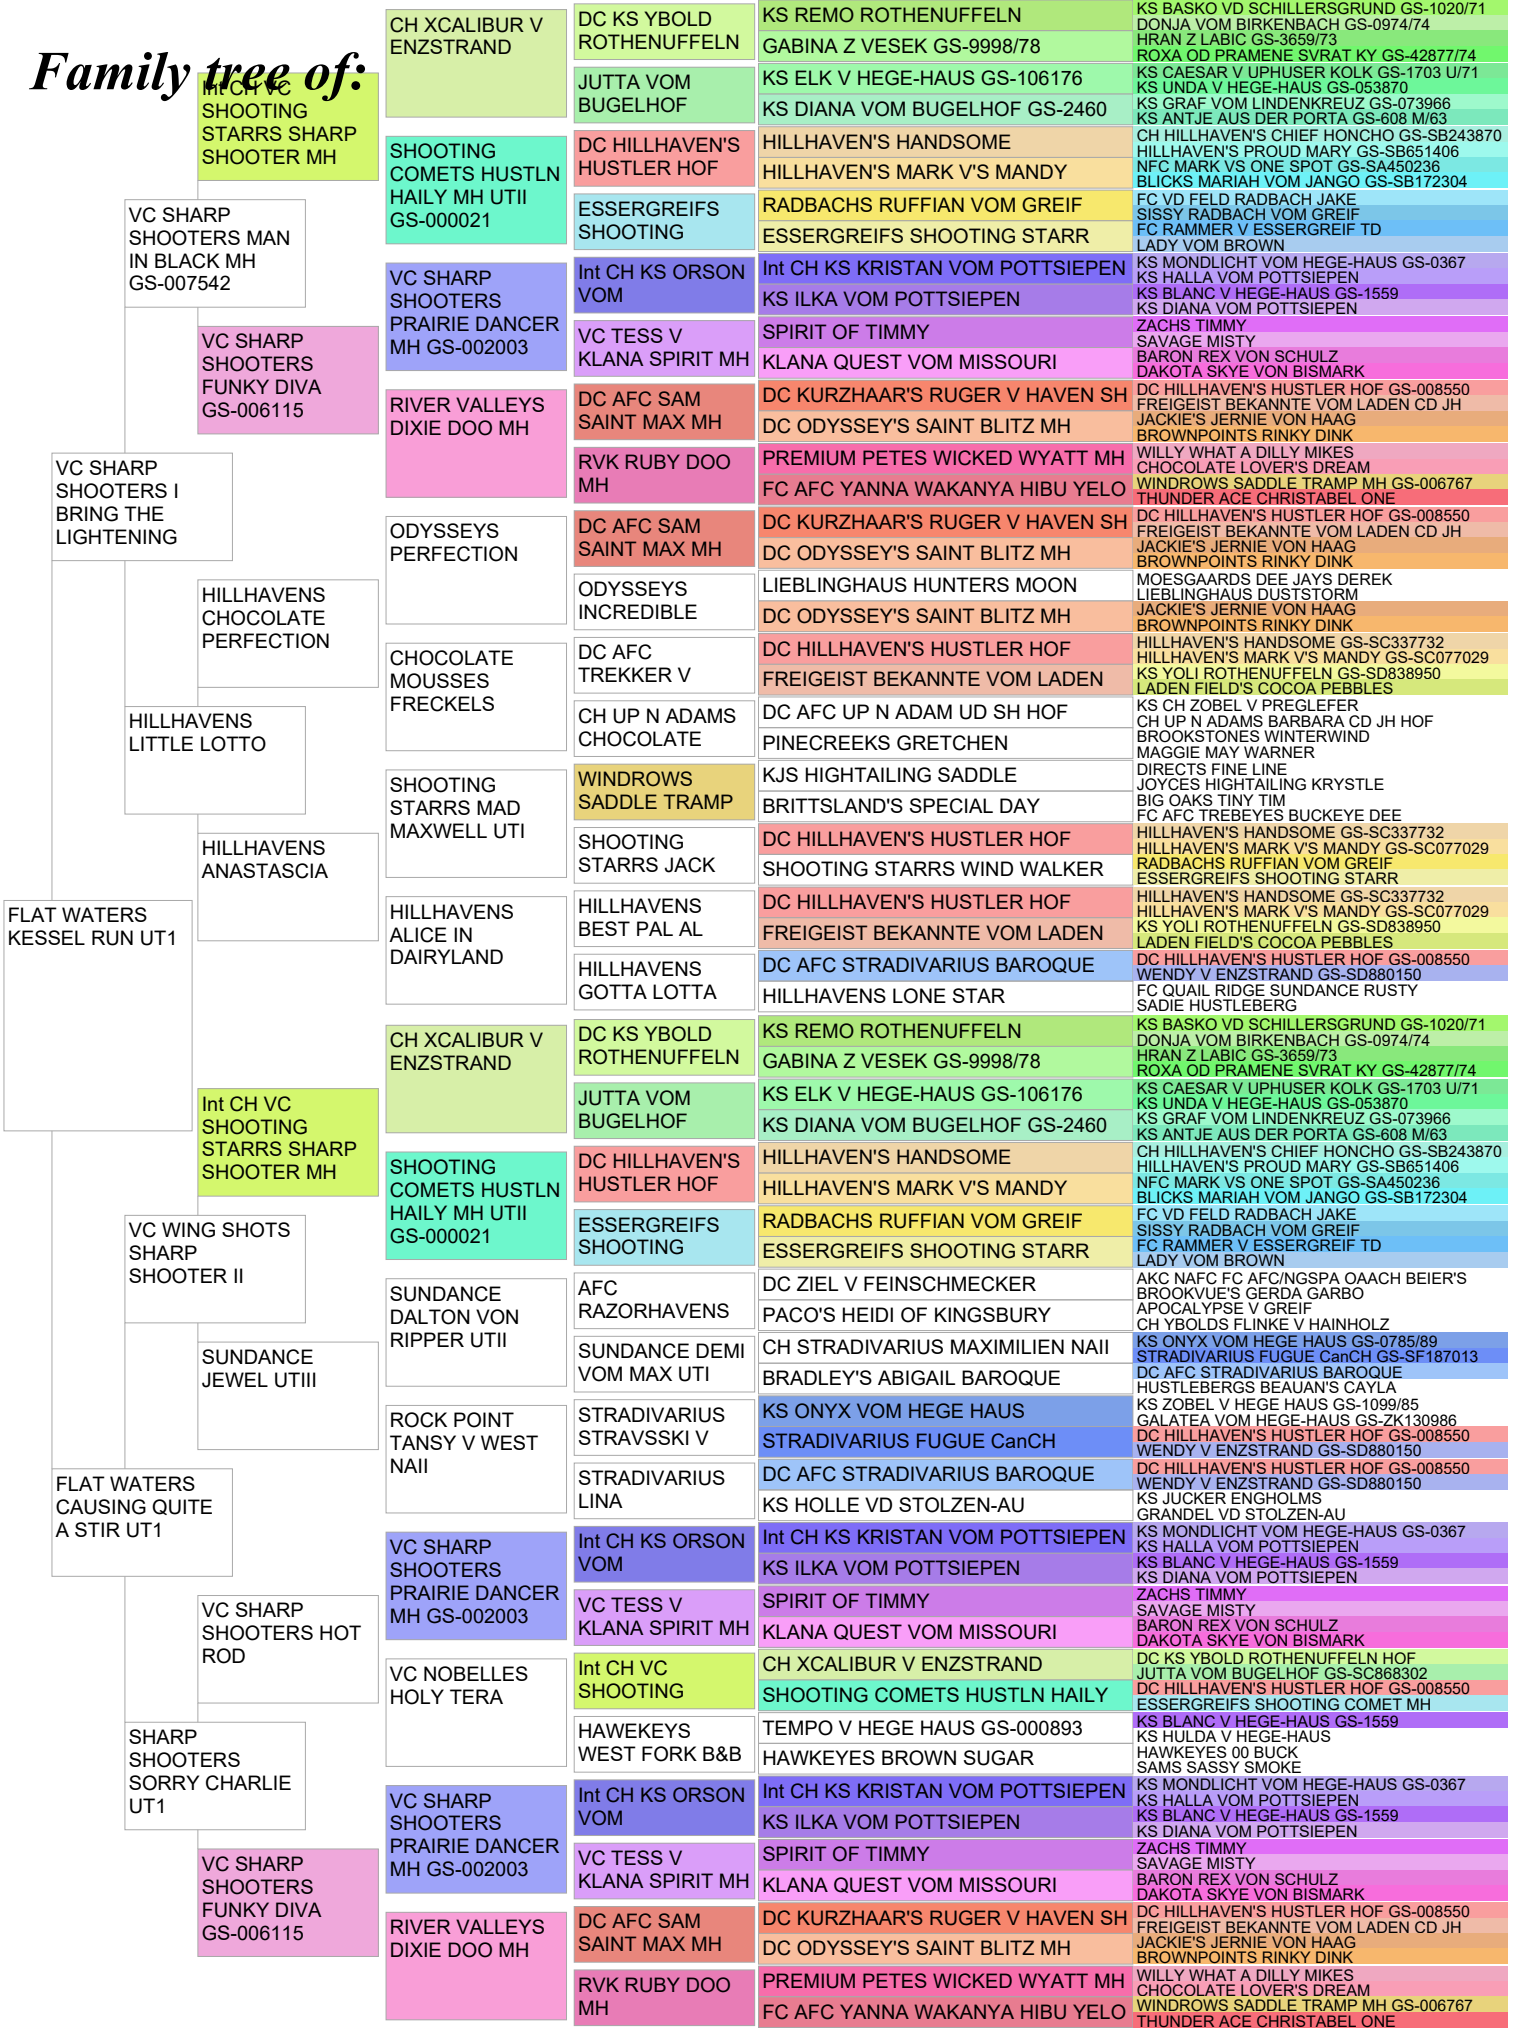 Family tree of:
FLAT WATERS
KESSEL RUN UT1
VC SHARP
SHOOTERS I
BRING THE
LIGHTENING
FLAT WATERS
CAUSING QUITE
A STIR UT1
VC SHARP
SHOOTERS MAN
IN BLACK MH
GS-007542
HILLHAVENS
LITTLE LOTTO
VC WING SHOTS
SHARP
SHOOTER II
SHARP
SHOOTERS
SORRY CHARLIE
UT1
Int CH VC
SHOOTING
STARRS SHARP
SHOOTER MH
VC SHARP
SHOOTERS
FUNKY DIVA
GS-006115
HILLHAVENS
CHOCOLATE
PERFECTION
HILLHAVENS
ANASTASCIA
Int CH VC
SHOOTING
STARRS SHARP
SHOOTER MH
SUNDANCE
JEWEL UTIII
VC SHARP
SHOOTERS HOT
ROD
VC SHARP
SHOOTERS
FUNKY DIVA
GS-006115
CH XCALIBUR V
ENZSTRAND
SHOOTING
COMETS HUSTLN
HAILY MH UTII
GS-000021
VC SHARP
SHOOTERS
PRAIRIE DANCER
MH GS-002003
RIVER VALLEYS
DIXIE DOO MH
ODYSSEYS
PERFECTION
CHOCOLATE
MOUSSES
FRECKELS
SHOOTING
STARRS MAD
MAXWELL UTI
HILLHAVENS
ALICE IN
DAIRYLAND
CH XCALIBUR V
ENZSTRAND
SHOOTING
COMETS HUSTLN
HAILY MH UTII
GS-000021
SUNDANCE
DALTON VON
RIPPER UTII
ROCK POINT
TANSY V WEST
NAII
VC SHARP
SHOOTERS
PRAIRIE DANCER
MH GS-002003
VC NOBELLES
HOLY TERA
VC SHARP
SHOOTERS
PRAIRIE DANCER
MH GS-002003
RIVER VALLEYS
DIXIE DOO MH
DC KS YBOLD
ROTHENUFFELN
JUTTA VOM
BUGELHOF
DC HILLHAVEN'S
HUSTLER HOF
ESSERGREIFS
SHOOTING
Int CH KS ORSON
VOM
VC TESS V
KLANA SPIRIT MH
DC AFC SAM
SAINT MAX MH
RVK RUBY DOO
MH
DC AFC SAM
SAINT MAX MH
ODYSSEYS
INCREDIBLE
DC AFC
TREKKER V
CH UP N ADAMS
CHOCOLATE
WINDROWS
SADDLE TRAMP
SHOOTING
STARRS JACK
HILLHAVENS
BEST PAL AL
HILLHAVENS
GOTTA LOTTA
DC KS YBOLD
ROTHENUFFELN
JUTTA VOM
BUGELHOF
DC HILLHAVEN'S
HUSTLER HOF
ESSERGREIFS
SHOOTING
AFC
RAZORHAVENS
SUNDANCE DEMI
VOM MAX UTI
STRADIVARIUS
STRAVSSKI V
STRADIVARIUS
LINA
Int CH KS ORSON
VOM
VC TESS V
KLANA SPIRIT MH
Int CH VC
SHOOTING
HAWEKEYS
WEST FORK B&B
Int CH KS ORSON
VOM
VC TESS V
KLANA SPIRIT MH
DC AFC SAM
SAINT MAX MH
RVK RUBY DOO
MH
KS REMO ROTHENUFFELN
GABINA Z VESEK GS-9998/78
KS ELK V HEGE-HAUS GS-106176
KS DIANA VOM BUGELHOF GS-2460
HILLHAVEN'S HANDSOME
HILLHAVEN'S MARK V'S MANDY
RADBACHS RUFFIAN VOM GREIF
ESSERGREIFS SHOOTING STARR
Int CH KS KRISTAN VOM POTTSIEPEN
KS ILKA VOM POTTSIEPEN
SPIRIT OF TIMMY
KLANA QUEST VOM MISSOURI
DC KURZHAAR'S RUGER V HAVEN SH
DC ODYSSEY'S SAINT BLITZ MH
PREMIUM PETES WICKED WYATT MH
FC AFC YANNA WAKANYA HIBU YELO
DC KURZHAAR'S RUGER V HAVEN SH
DC ODYSSEY'S SAINT BLITZ MH
LIEBLINGHAUS HUNTERS MOON
DC ODYSSEY'S SAINT BLITZ MH
DC HILLHAVEN'S HUSTLER HOF
FREIGEIST BEKANNTE VOM LADEN
DC AFC UP N ADAM UD SH HOF
PINECREEKS GRETCHEN
KJS HIGHTAILING SADDLE
BRITTSLAND'S SPECIAL DAY
DC HILLHAVEN'S HUSTLER HOF
SHOOTING STARRS WIND WALKER
DC HILLHAVEN'S HUSTLER HOF
FREIGEIST BEKANNTE VOM LADEN
DC AFC STRADIVARIUS BAROQUE
HILLHAVENS LONE STAR
KS REMO ROTHENUFFELN
GABINA Z VESEK GS-9998/78
KS ELK V HEGE-HAUS GS-106176
KS DIANA VOM BUGELHOF GS-2460
HILLHAVEN'S HANDSOME
HILLHAVEN'S MARK V'S MANDY
RADBACHS RUFFIAN VOM GREIF
ESSERGREIFS SHOOTING STARR
DC ZIEL V FEINSCHMECKER
PACO'S HEIDI OF KINGSBURY
CH STRADIVARIUS MAXIMILIEN NAII
BRADLEY'S ABIGAIL BAROQUE
KS ONYX VOM HEGE HAUS
STRADIVARIUS FUGUE CanCH
DC AFC STRADIVARIUS BAROQUE
KS HOLLE VD STOLZEN-AU
Int CH KS KRISTAN VOM POTTSIEPEN
KS ILKA VOM POTTSIEPEN
SPIRIT OF TIMMY
KLANA QUEST VOM MISSOURI
CH XCALIBUR V ENZSTRAND
SHOOTING COMETS HUSTLN HAILY
TEMPO V HEGE HAUS GS-000893
HAWKEYES BROWN SUGAR
Int CH KS KRISTAN VOM POTTSIEPEN
KS ILKA VOM POTTSIEPEN
SPIRIT OF TIMMY
KLANA QUEST VOM MISSOURI
DC KURZHAAR'S RUGER V HAVEN SH
DC ODYSSEY'S SAINT BLITZ MH
PREMIUM PETES WICKED WYATT MH
FC AFC YANNA WAKANYA HIBU YELO
KS BASKO VD SCHILLERSGRUND GS-1020/71
DONJA VOM BIRKENBACH GS-0974/74
HRAN Z LABIC GS-3659/73
ROXA OD PRAMENE SVRAT KY GS-42877/74
KS CAESAR V UPHUSER KOLK GS-1703 U/71
KS UNDA V HEGE-HAUS GS-053870
KS GRAF VOM LINDENKREUZ GS-073966
KS ANTJE AUS DER PORTA GS-608 M/63
CH HILLHAVEN'S CHIEF HONCHO GS-SB243870
HILLHAVEN'S PROUD MARY GS-SB651406
NFC MARK VS ONE SPOT GS-SA450236
BLICKS MARIAH VOM JANGO GS-SB172304
FC VD FELD RADBACH JAKE
SISSY RADBACH VOM GREIF
FC RAMMER V ESSERGREIF TD
LADY VOM BROWN
KS MONDLICHT VOM HEGE-HAUS GS-0367
KS HALLA VOM POTTSIEPEN
KS BLANC V HEGE-HAUS GS-1559
KS DIANA VOM POTTSIEPEN
ZACHS TIMMY
SAVAGE MISTY
BARON REX VON SCHULZ
DAKOTA SKYE VON BISMARK
DC HILLHAVEN'S HUSTLER HOF GS-008550
FREIGEIST BEKANNTE VOM LADEN CD JH
JACKIE'S JERNIE VON HAAG
BROWNPOINTS RINKY DINK
WILLY WHAT A DILLY MIKES
CHOCOLATE LOVER'S DREAM
WINDROWS SADDLE TRAMP MH GS-006767
THUNDER ACE CHRISTABEL ONE
DC HILLHAVEN'S HUSTLER HOF GS-008550
FREIGEIST BEKANNTE VOM LADEN CD JH
JACKIE'S JERNIE VON HAAG
BROWNPOINTS RINKY DINK
MOESGAARDS DEE JAYS DEREK
LIEBLINGHAUS DUSTSTORM
JACKIE'S JERNIE VON HAAG
BROWNPOINTS RINKY DINK
HILLHAVEN'S HANDSOME GS-SC337732
HILLHAVEN'S MARK V'S MANDY GS-SC077029
KS YOLI ROTHENUFFELN GS-SD838950
LADEN FIELD'S COCOA PEBBLES
KS CH ZOBEL V PREGLEFER
CH UP N ADAMS BARBARA CD JH HOF
BROOKSTONES WINTERWIND
MAGGIE MAY WARNER
DIRECTS FINE LINE
JOYCES HIGHTAILING KRYSTLE
BIG OAKS TINY TIM
FC AFC TREBEYES BUCKEYE DEE
HILLHAVEN'S HANDSOME GS-SC337732
HILLHAVEN'S MARK V'S MANDY GS-SC077029
RADBACHS RUFFIAN VOM GREIF
ESSERGREIFS SHOOTING STARR
HILLHAVEN'S HANDSOME GS-SC337732
HILLHAVEN'S MARK V'S MANDY GS-SC077029
KS YOLI ROTHENUFFELN GS-SD838950
LADEN FIELD'S COCOA PEBBLES
DC HILLHAVEN'S HUSTLER HOF GS-008550
WENDY V ENZSTRAND GS-SD880150
FC QUAIL RIDGE SUNDANCE RUSTY
SADIE HUSTLEBERG
KS BASKO VD SCHILLERSGRUND GS-1020/71
DONJA VOM BIRKENBACH GS-0974/74
HRAN Z LABIC GS-3659/73
ROXA OD PRAMENE SVRAT KY GS-42877/74
KS CAESAR V UPHUSER KOLK GS-1703 U/71
KS UNDA V HEGE-HAUS GS-053870
KS GRAF VOM LINDENKREUZ GS-073966
KS ANTJE AUS DER PORTA GS-608 M/63
CH HILLHAVEN'S CHIEF HONCHO GS-SB243870
HILLHAVEN'S PROUD MARY GS-SB651406
NFC MARK VS ONE SPOT GS-SA450236
BLICKS MARIAH VOM JANGO GS-SB172304
FC VD FELD RADBACH JAKE
SISSY RADBACH VOM GREIF
FC RAMMER V ESSERGREIF TD
LADY VOM BROWN
AKC NAFC FC AFC/NGSPA OAACH BEIER'S
BROOKVUE'S GERDA GARBO
APOCALYPSE V GREIF
CH YBOLDS FLINKE V HAINHOLZ
KS ONYX VOM HEGE HAUS GS-0785/89
STRADIVARIUS FUGUE CanCH GS-SF187013
DC AFC STRADIVARIUS BAROQUE
HUSTLEBERGS BEAUAN'S CAYLA
KS ZOBEL V HEGE HAUS GS-1099/85
GALATEA VOM HEGE-HAUS GS-ZK130986
DC HILLHAVEN'S HUSTLER HOF GS-008550
WENDY V ENZSTRAND GS-SD880150
DC HILLHAVEN'S HUSTLER HOF GS-008550
WENDY V ENZSTRAND GS-SD880150
KS JUCKER ENGHOLMS
GRANDEL VD STOLZEN-AU
KS MONDLICHT VOM HEGE-HAUS GS-0367
KS HALLA VOM POTTSIEPEN
KS BLANC V HEGE-HAUS GS-1559
KS DIANA VOM POTTSIEPEN
ZACHS TIMMY
SAVAGE MISTY
BARON REX VON SCHULZ
DAKOTA SKYE VON BISMARK
DC KS YBOLD ROTHENUFFELN HOF
JUTTA VOM BUGELHOF GS-SC868302
DC HILLHAVEN'S HUSTLER HOF GS-008550
ESSERGREIFS SHOOTING COMET MH
KS BLANC V HEGE-HAUS GS-1559
KS HULDA V HEGE-HAUS
HAWKEYES 00 BUCK
SAMS SASSY SMOKE
KS MONDLICHT VOM HEGE-HAUS GS-0367
KS HALLA VOM POTTSIEPEN
KS BLANC V HEGE-HAUS GS-1559
KS DIANA VOM POTTSIEPEN
ZACHS TIMMY
SAVAGE MISTY
BARON REX VON SCHULZ
DAKOTA SKYE VON BISMARK
DC HILLHAVEN'S HUSTLER HOF GS-008550
FREIGEIST BEKANNTE VOM LADEN CD JH
JACKIE'S JERNIE VON HAAG
BROWNPOINTS RINKY DINK
WILLY WHAT A DILLY MIKES
CHOCOLATE LOVER'S DREAM
WINDROWS SADDLE TRAMP MH GS-006767
THUNDER ACE CHRISTABEL ONE